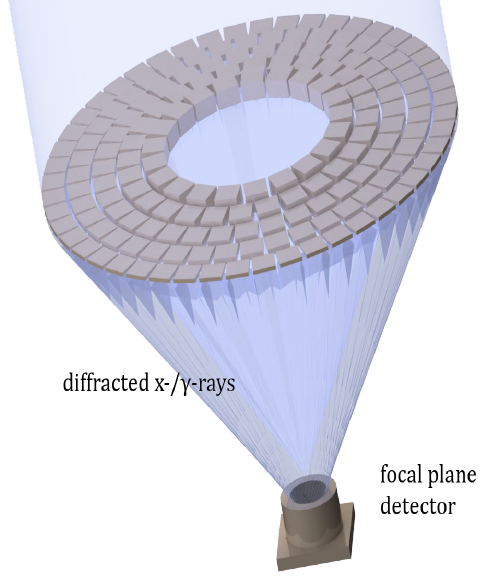 diffracted x-/γ-rays
focal plane
detector